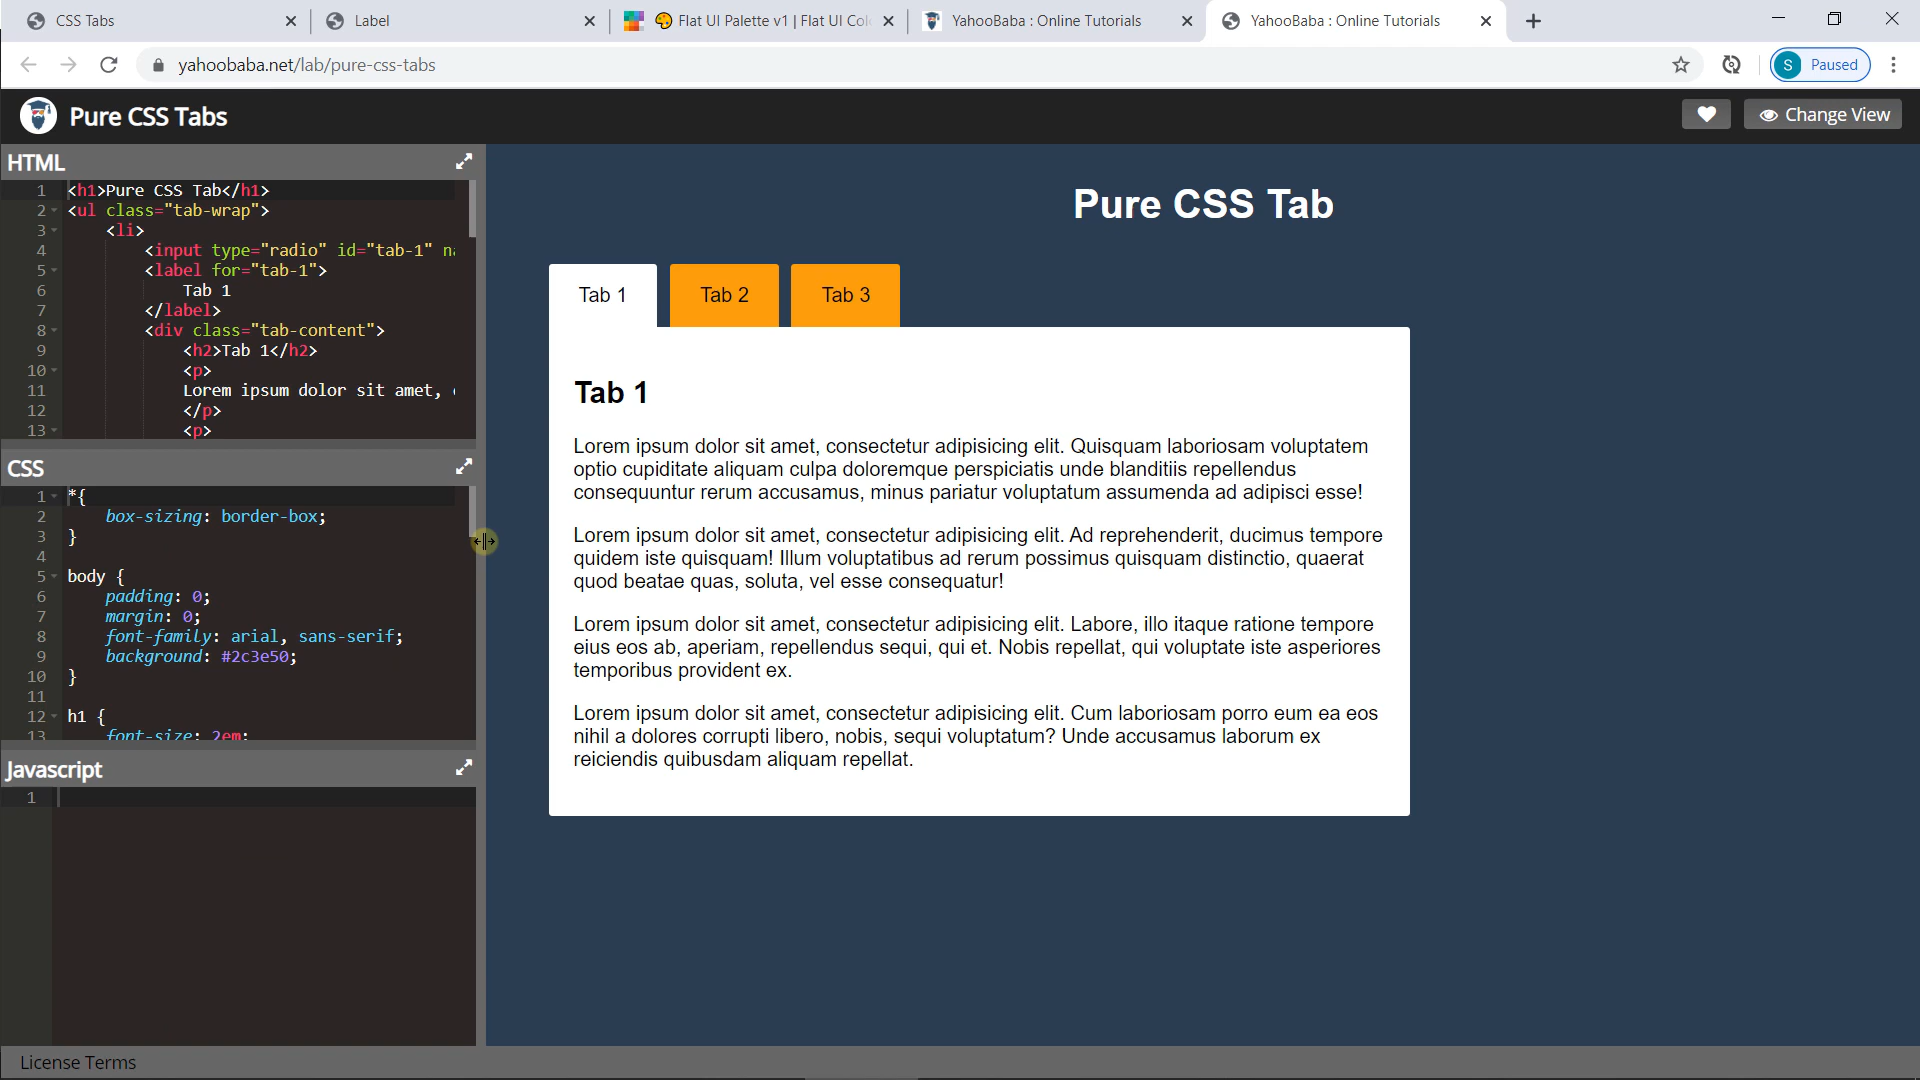 CSS Tabs
Label
Flat UI Palette v1 | Flat UI Col
YahooBaba : Online Tutorials
YahooBaba : Online Tutorials
yahoobaba.net/lab/pure-css-tabs
S Paused
Pure CSS Tabs
Change View
HTML
1 <h1>Pure CSS Tab</h1>
2 <ul class="tab-wrap">
3 <li>
4 <input type="radio" id="tab-1" na
5 <label for="tab-1">
6 Tab 1
7 </label>
8 <div class="tab-content">
9 <h2>Tab 1</h2>
10 <p>
11 Lorem ipsum dolor sit amet,
12 </p>
13 <p>
CSS
1 *{
2 box-sizing: border-box;
3 }
4
5 body {
6 padding: 0;
7 margin: 0;
8 font-family: arial, sans-serif;
9 background: #2c3e50;
10 }
11
12 h1 {
13 font-size: 2em;
Javascript
1
Pure CSS Tab
Tab 1 Tab 2 Tab 3
Tab 1
Lorem ipsum dolor sit amet, consectetur adipisicing elit. Quisquam laboriosam voluptatem
optio cupiditate aliquam culpa doloremque perspiciatis unde blanditiis repellendus
consequuntur rerum accusamus, minus pariatur voluptatum assumenda ad adipisci esse!
Lorem ipsum dolor sit amet, consectetur adipisicing elit. Ad reprehenderit, ducimus tempore
quidem iste quisquam! Illum voluptatibus ad rerum possimus quisquam distinctio, quaerat
quod beatae quas, soluta, vel esse consequatur!
Lorem ipsum dolor sit amet, consectetur adipisicing elit. Labore, illo itaque ratione tempore
eius eos ab, aperiam, repellendus sequi, qui et. Nobis repellat, qui voluptate iste asperiores
temporibus provident ex.
Lorem ipsum dolor sit amet, consectetur adipisicing elit. Cum laboriosam porro eum ea eos
nihil a dolores corrupti libero, nobis, sequi voluptatum? Unde accusamus laborum ex
reiciendis quibusdam aliquam repellat.
License Terms